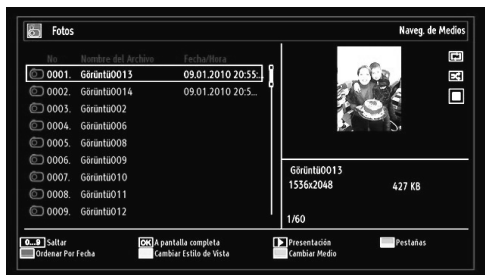 Fotos
Naveg. de Medios
No Nombre del Archivo Fecha/Hora
0001. Görüntü0013 09.01.2010 20:55:..
0002. Görüntü0014 09.01.2010 20:5...
0003. Görüntü002
0004. Görüntü006
0005. Görüntü008
0006. Görüntü009
0007. Görüntü010
0008. Görüntü011
0009. Görüntü012
Görüntü0013
1536x2048 427 KB
1/60
0...9 Saltar OK A pantalla completa Presentación Pestañas
Ordenar Por Fecha Cambiar Estilo de Vista Cambiar Medio